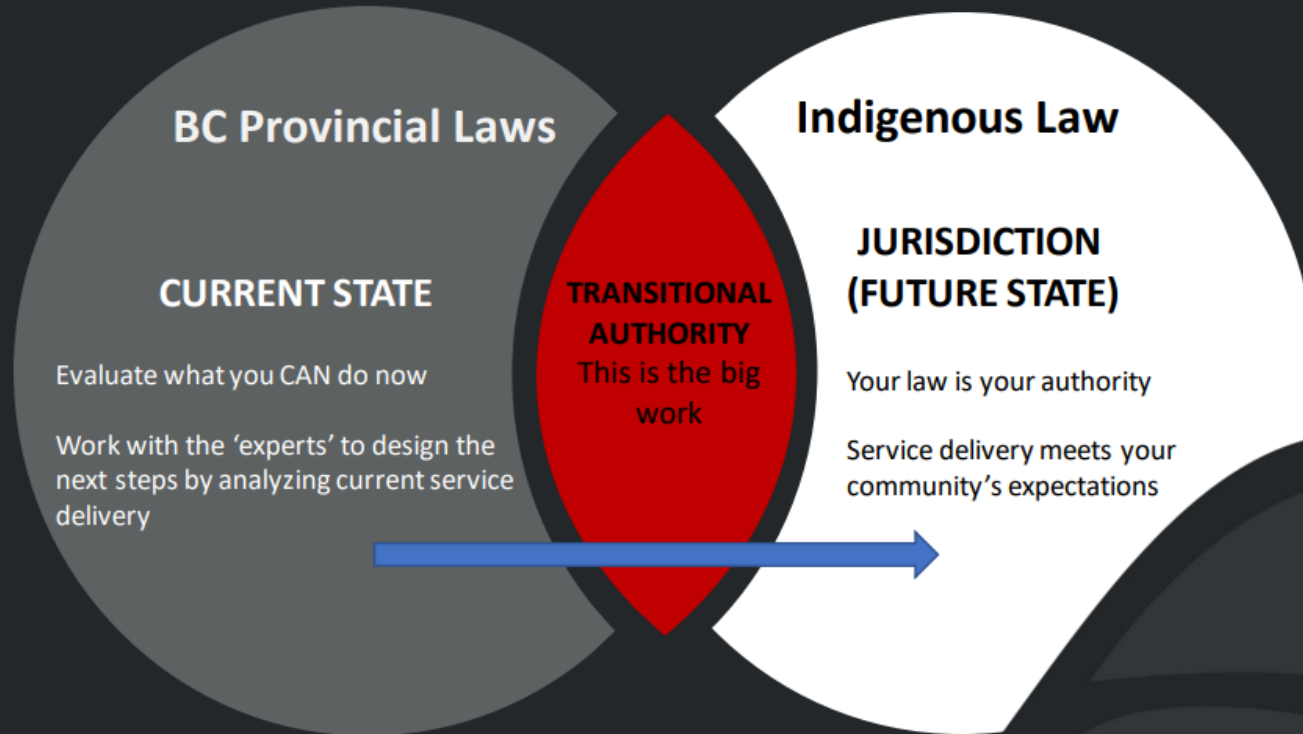 BC Provincial Laws
CURRENT STATE
Evaluate what you CAN do now
Work with the ‘experts’ to design the
next steps by analyzing current service
delivery
TRANSITIONAL
AUTHORITY
This is the big
work
Indigenous Law
JURISDICTION
(FUTURE STATE)
Your law is your authority
Service delivery meets your
community’s expectations